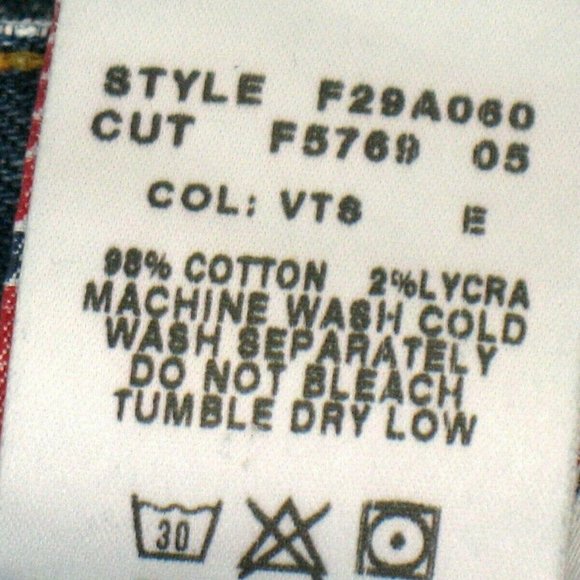 STYLE F29A060
CUT F5769 05
COL: VTS E
98% COTTON 2%LYCRA
MACHINE WASH COLD
WASH SEPARATELY
DO NOT BLEACH
TUMBLE DRY LOW
30